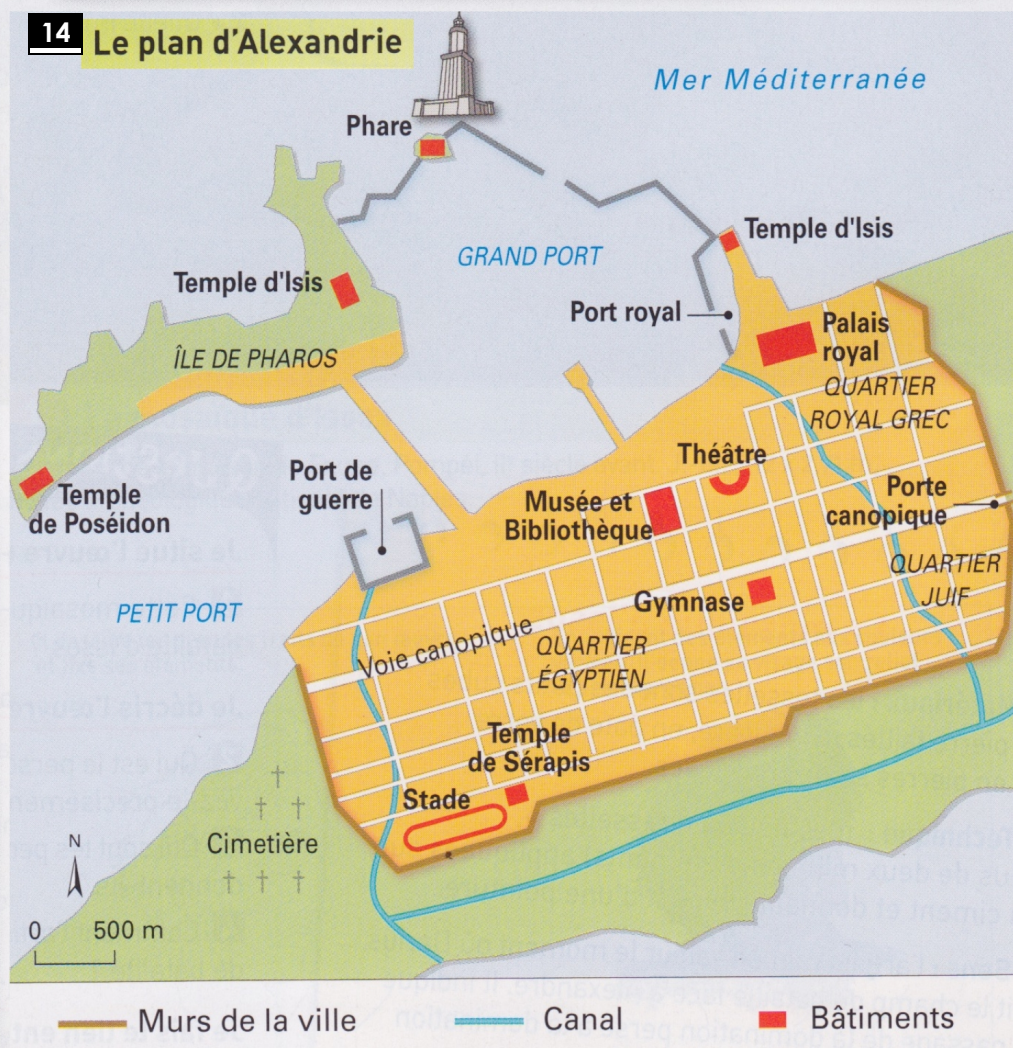 14 Le plan d'Alexandrie
Mer Méditerranée
Phare
Temple d'Isis
GRAND PORT
Temple d'Isis
Port royal
Palais
royal
ÎLE DE PHAROS
QUARTIER
ROYAL GREC
Théâtre
Port de
guerre
Temple
de Poséidon
Musée et
Bibliothèque
Porte
canopique
QUARTIER
JUIF
PETIT PORT
Gymnase
Voie canopique
QUARTIER
ÉGYPTIEN
Temple
de Sérapis
Stade
Cimetière
N
0 500 m
Murs de la ville
Canal
Bâtiments